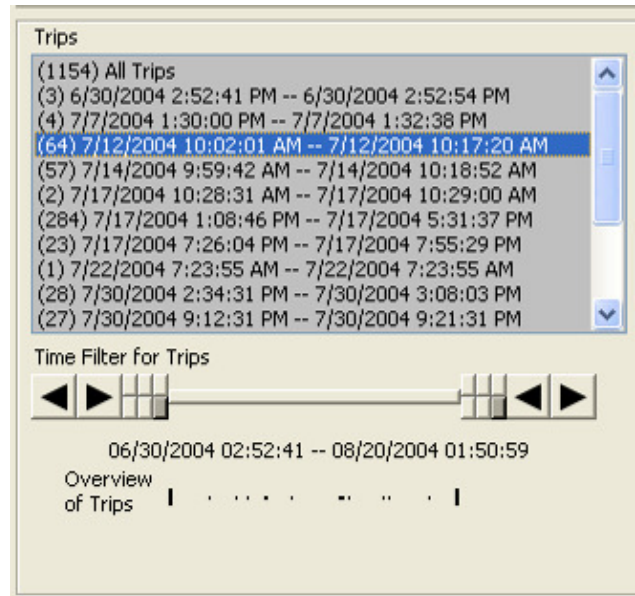 Trips
(1154) All Trips
(3) 6/30/2004 2:52:41 PM -- 6/30/2004 2:52:54 PM
(4) 7/7/2004 1:30:00 PM -- 7/7/2004 1:32:38 PM
(64) 7/12/2004 10:02:01 AM -- 7/12/2004 10:17:20 AM
(57) 7/14/2004 9:59:42 AM -- 7/14/2004 10:18:52 AM
(2) 7/17/2004 10:28:31 AM -- 7/17/2004 10:29:00 AM
(284) 7/17/2004 1:08:46 PM -- 7/17/2004 5:31:37 PM
(23) 7/17/2004 7:26:04 PM -- 7/17/2004 7:55:29 PM
(1) 7/22/2004 7:23:55 AM -- 7/22/2004 7:23:55 AM
(28) 7/30/2004 2:34:31 PM -- 7/30/2004 3:08:03 PM
(27) 7/30/2004 9:12:31 PM -- 7/30/2004 9:21:31 PM
Time Filter for Trips
06/30/2004 02:52:41 -- 08/20/2004 01:50:59
Overview
of Trips